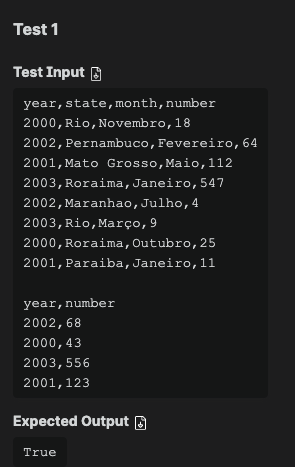 Test 1
Test Input
year,state,month,number
2000,Rio,Novembro,18
2002,Pernambuco,Fevereiro,64
2001,Mato Grosso,Maio,112
2003,Roraima,Janeiro,547
2002,Maranhao,Julho,4
2003,Rio,Março,9
2000,Roraima,Outubro,25
2001,Paraiba,Janeiro,11
year,number
2002,68
2000,43
2003,556
2001,123
Expected Output
True